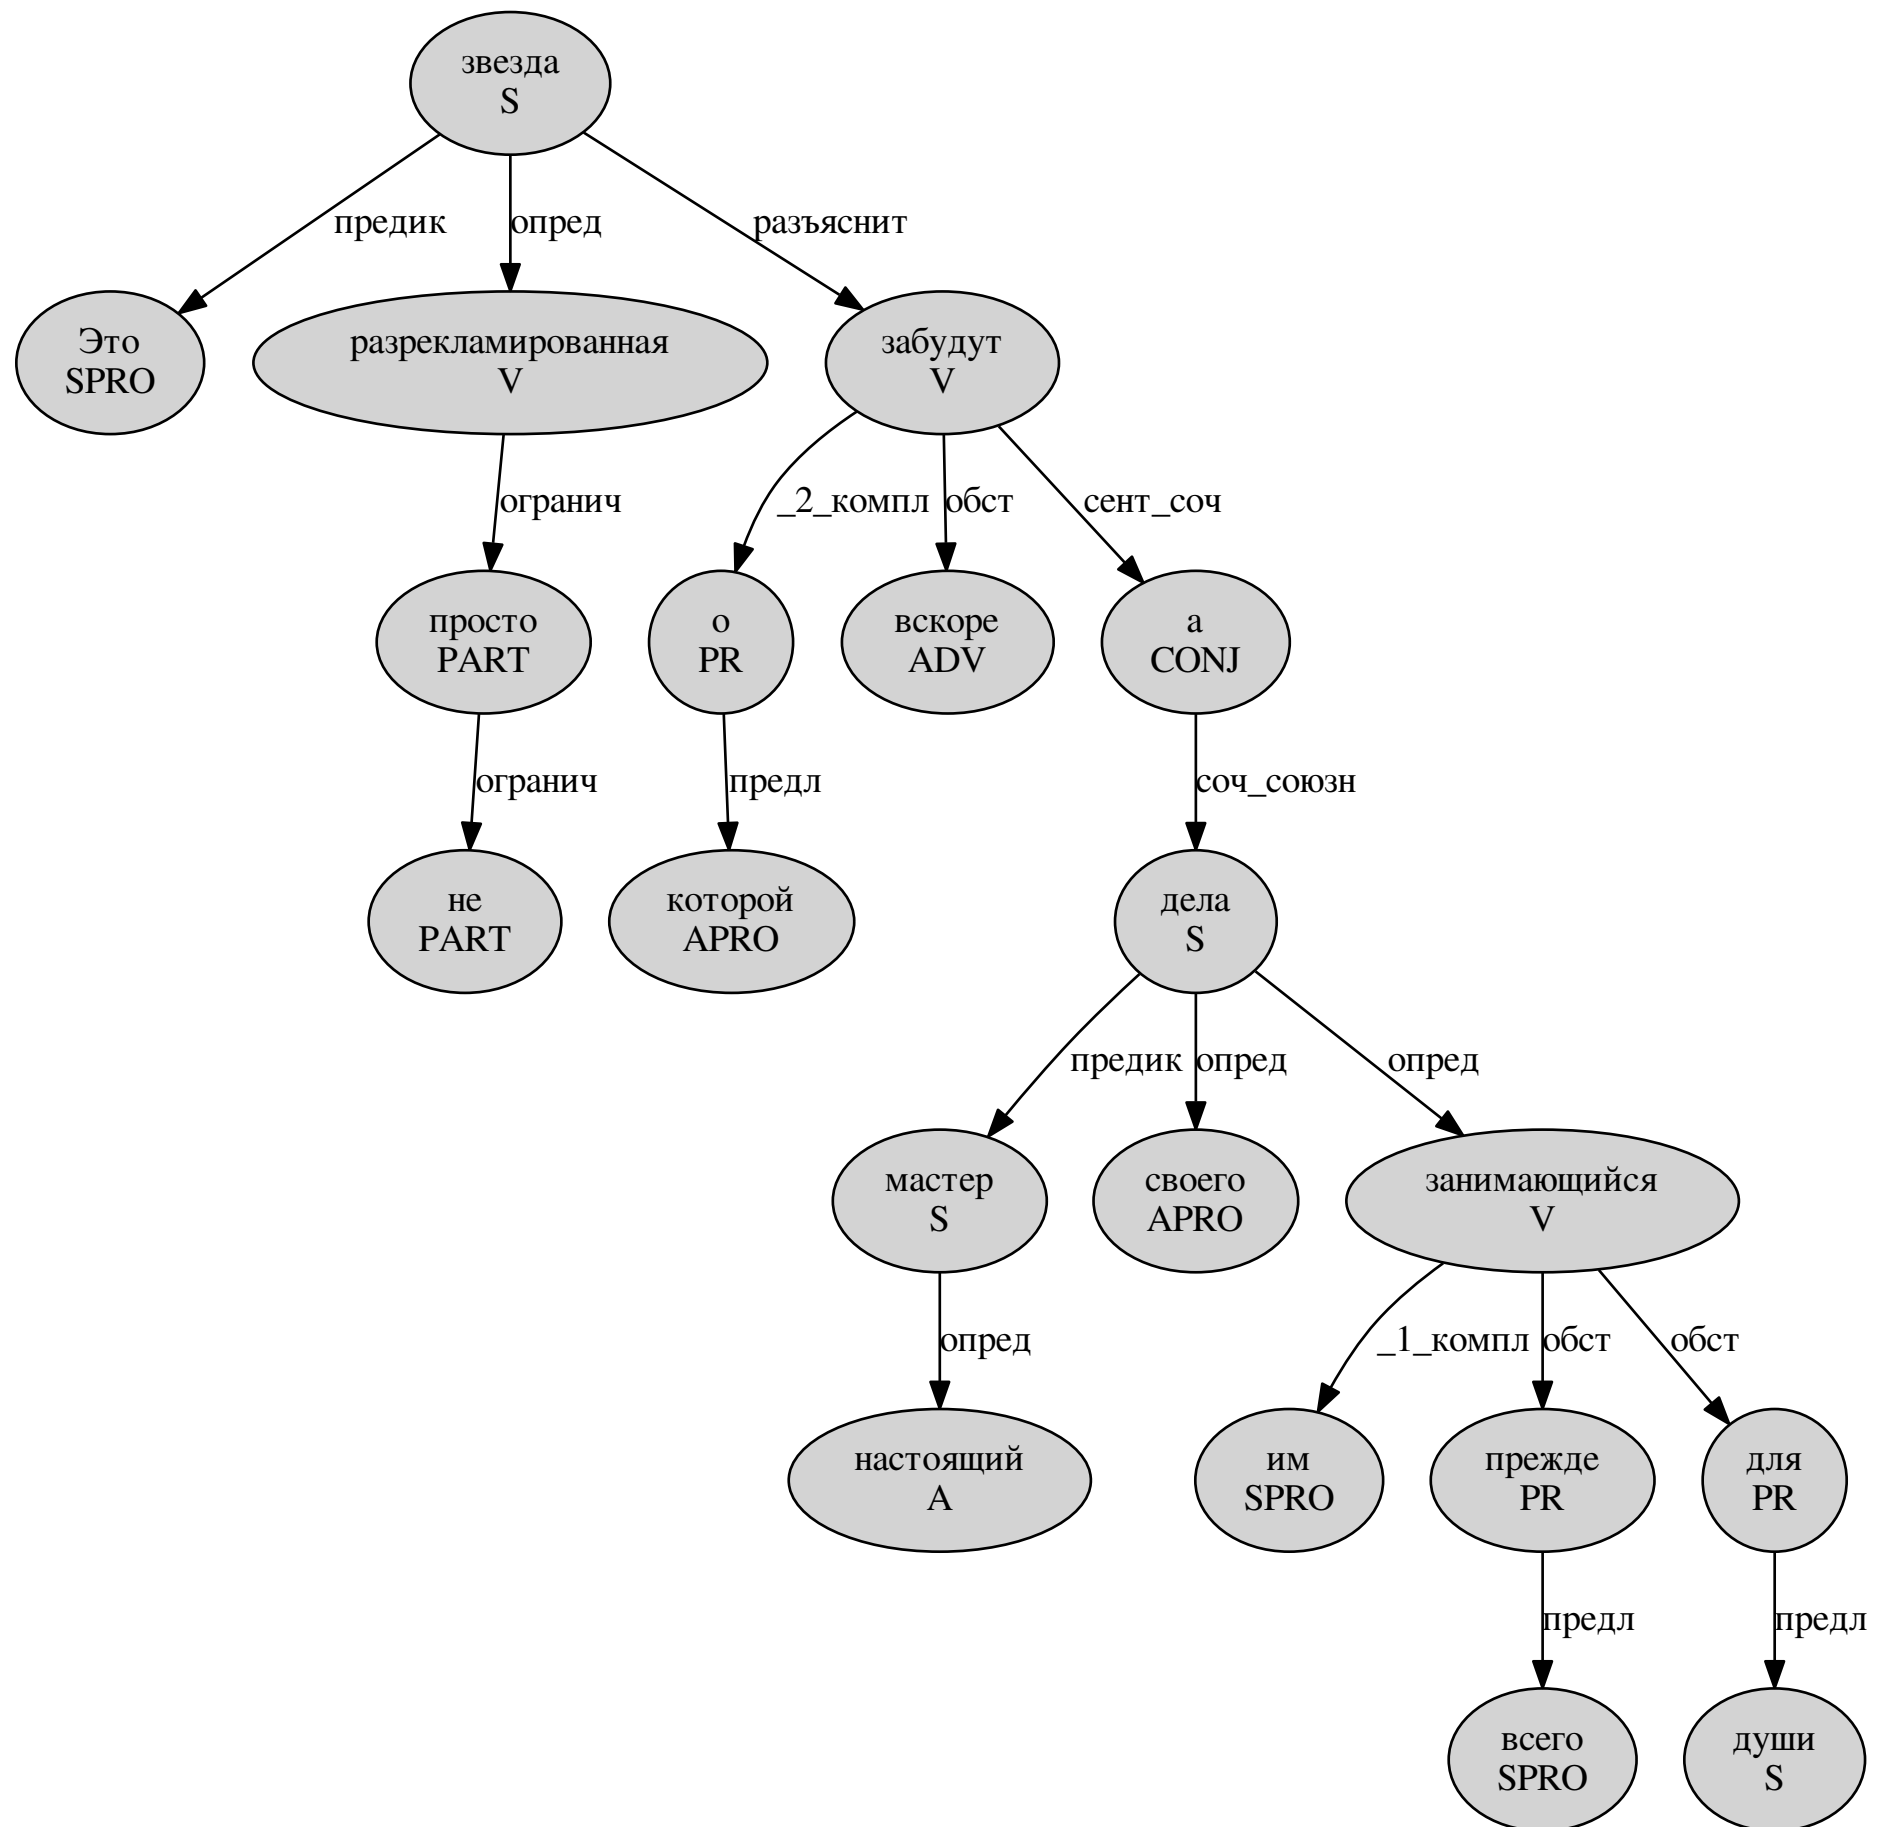 звезда
S
предик
опред
разъяснит
Это
SPRO
разрекламированная
V
забудут
V
огранич
_2_компл
обст
сент_соч
просто
PART
о
PR
вскоре
ADV
а
CONJ
огранич
предл
соч_союзн
не
PART
которой
APRO
дела
S
предик
опред
опред
мастер
S
своего
APRO
занимающийся
V
опред
_1_компл
обст
обст
настоящий
A
им
SPRO
прежде
PR
для
PR
предл
предл
всего
SPRO
души
S